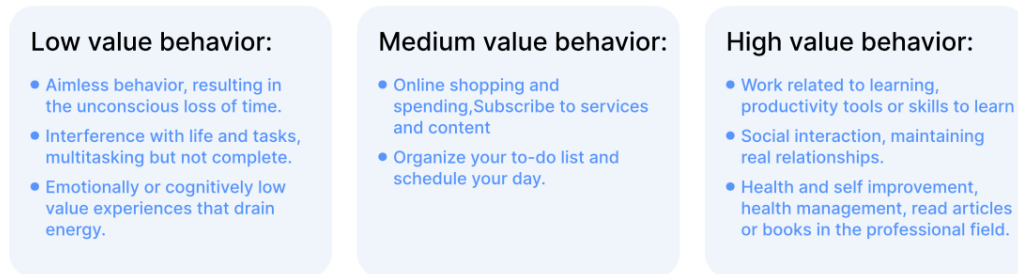 Low value behavior:
• Aimless behavior, resulting in
the unconscious loss of time.
• Interference with life and tasks,
multitasking but not complete.
• Emotionally or cognitively low
value experiences that drain
energy.
Medium value behavior:
• Online shopping and
spending,Subscribe to services
and content
• Organize your to-do list and
schedule your day.
High value behavior:
• Work related to learning,
productivity tools or skills to learn
• Social interaction, maintaining
real relationships.
• Health and self improvement,
health management, read articles
or books in the professional field.